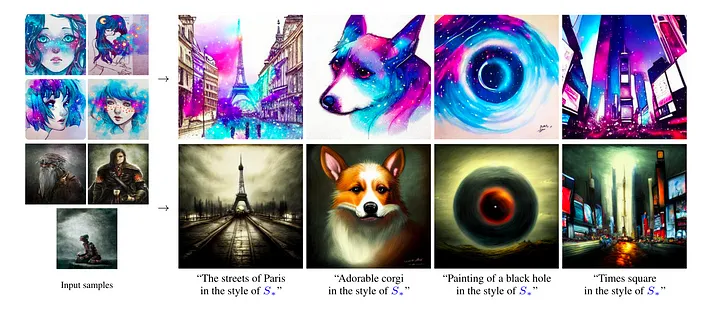 Input samples
“The streets of Paris
in the style of S*”
“Adorable corgi
in the style of S*”
“Painting of a black hole
in the style of S*”
“Times square
in the style of S*”